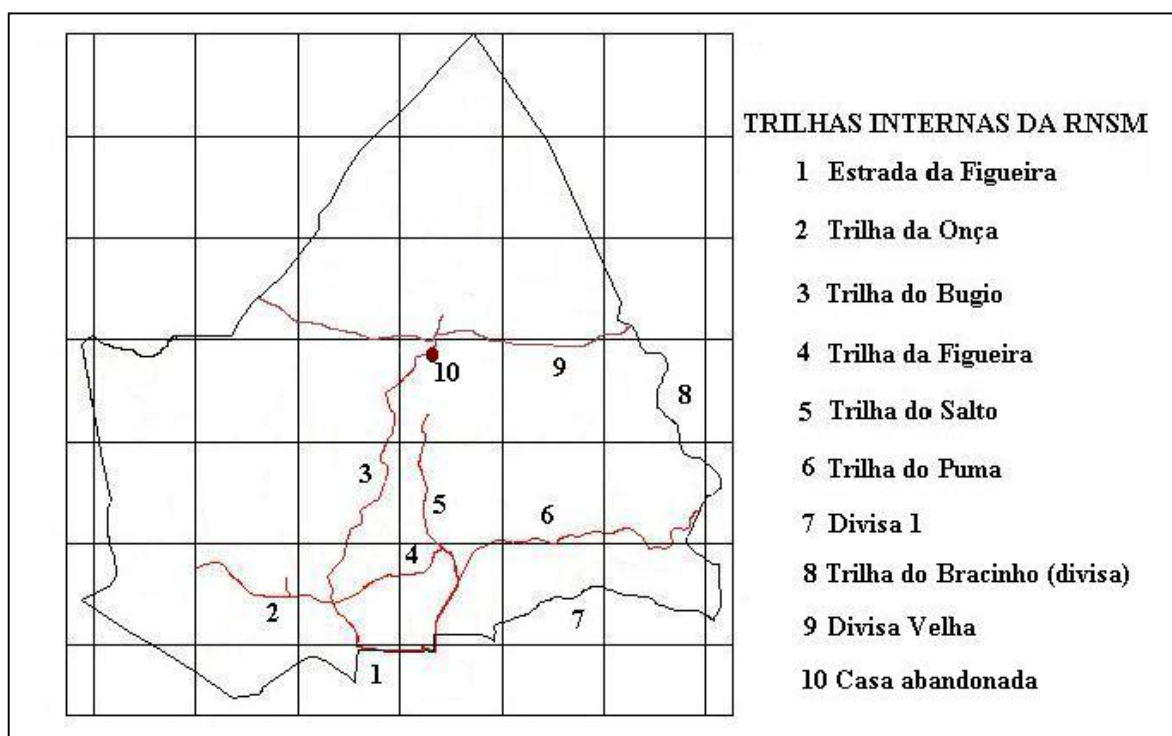 TRILHAS INTERNAS DA RNSM
1 Estrada da Figueira
2 Trilha da Onça
3 Trilha do Bugio
4 Trilha da Figueira
5 Trilha do Salto
6 Trilha do Puma
7 Divisa 1
8 Trilha do Bracinho (divisa)
9 Divisa Velha
10 Casa abandonada
10
9
8
3
5
6
4
2
7
1